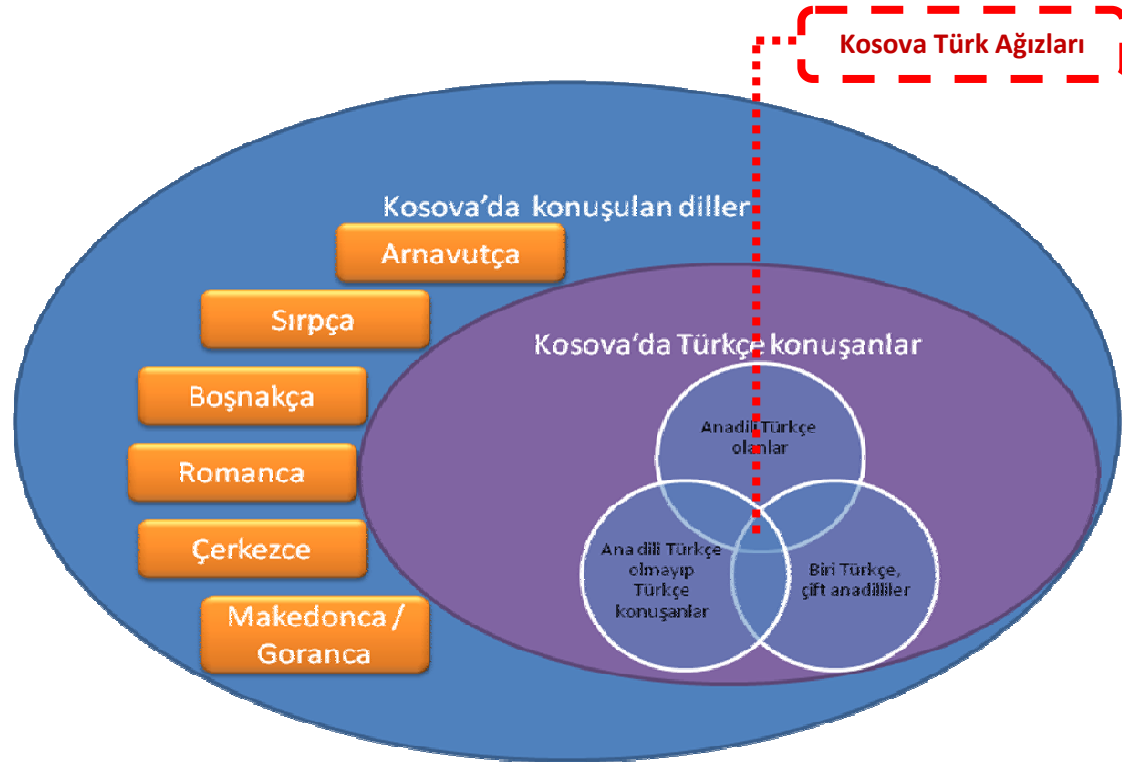 Kosova Türk Ağızları
Kosova'da konuşulan diller
Arnavutça
Sırpça
Boşnakça
Romanca
Çerkezce
Makedonca /
Goranca
Kosova'da Türkçe konuşanlar
Anadili Türkçe
olanlar
Ana dili Türkçe
olmayıp
Türkçe
konuşanlar
Biri Türkçe,
çift anadilliler